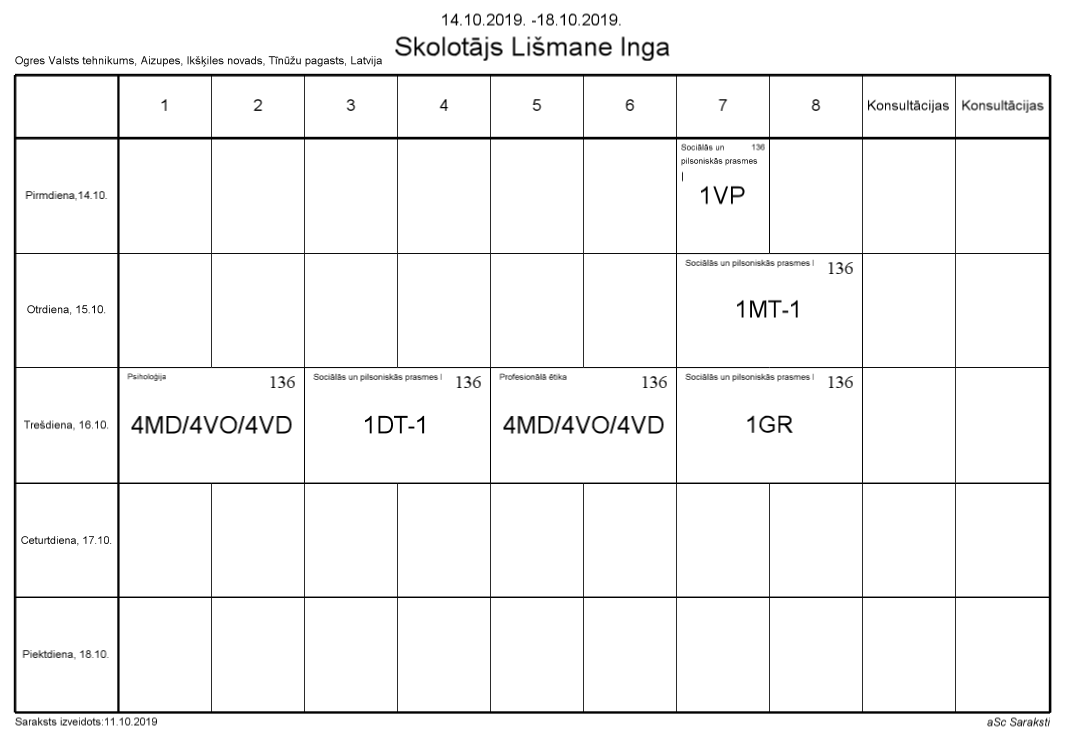 14.10.2019. -18.10.2019.
Skolotājs Lišmane Inga
Ogres Valsts tehnikums, Aizupes, Ikšķiles novads, Tīnūžu pagasts, Latvija
1 2 3 4 5 6 7 8 Konsultācijas Konsultācijas
Pirmdiena,14.10.
Sociālās un 136
pilsoniskās prasmes
I
1VP
Otrdiena, 15.10.
Sociālās un pilsoniskās prasmes I 136
1MT-1
Trešdiena, 16.10.
Psiholoģija 136
4MD/4VO/4VD
Sociālās un pilsoniskās prasmes I 136
1DT-1
Profesionālā ētika 136
4MD/4VO/4VD
Sociālās un pilsoniskās prasmes I 136
1GR
Ceturtdiena, 17.10.
Piektdiena, 18.10.
Saraksts izveidots:11.10.2019
aSc Saraksti